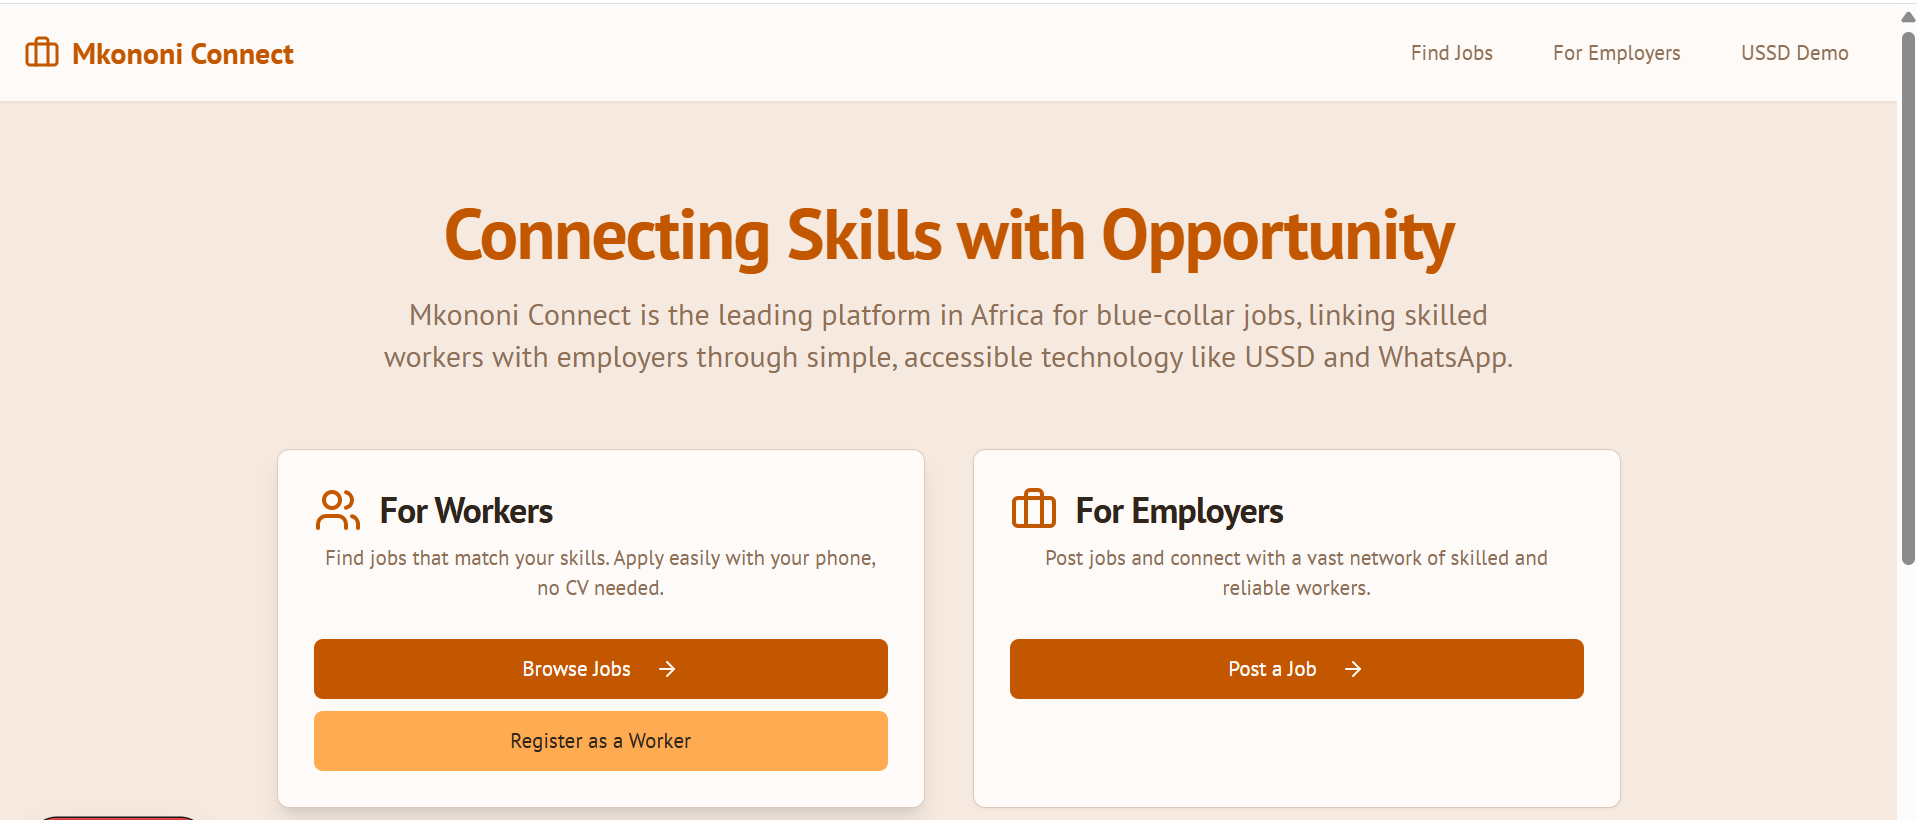 Mkononi Connect
Find Jobs
For Employers
USSD Demo
Connecting Skills with Opportunity
Mkononi Connect is the leading platform in Africa for blue-collar jobs, linking skilled
workers with employers through simple, accessible technology like USSD and WhatsApp.
For Workers
Find jobs that match your skills. Apply easily with your phone,
no CV needed.
Browse Jobs →
Register as a Worker
For Employers
Post jobs and connect with a vast network of skilled and
reliable workers.
Post a Job →